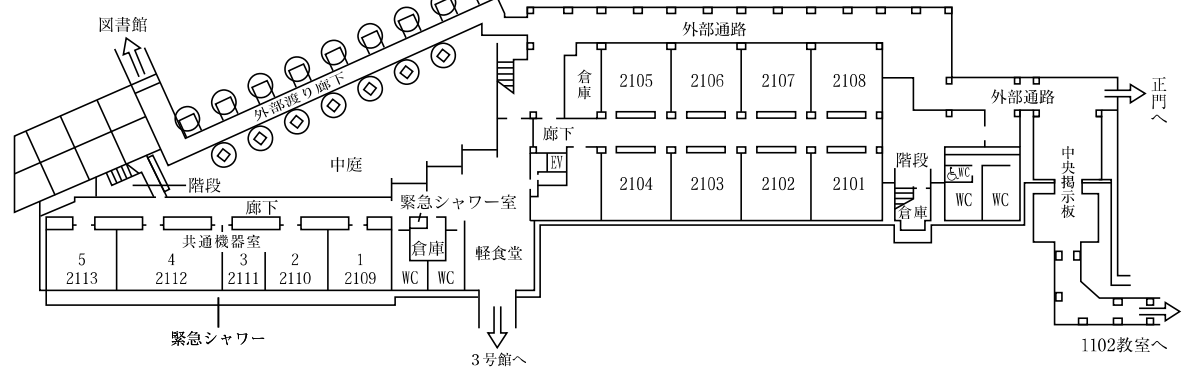 図書館
外部通路
倉庫
2105
2106
2107
2108
正門へ
外部通路
外部渡り廊下
廊下
中庭
EV
階段
WC
中央掲示板
階段
2104
2103
2102
2101
倉庫
WC
WC
廊下
緊急シャワー室
共通機器室
倉庫
軽食堂
5
2113
4
2112
3
2111
2
2110
1
2109
WC
WC
緊急シャワー
3号館へ
1102教室へ